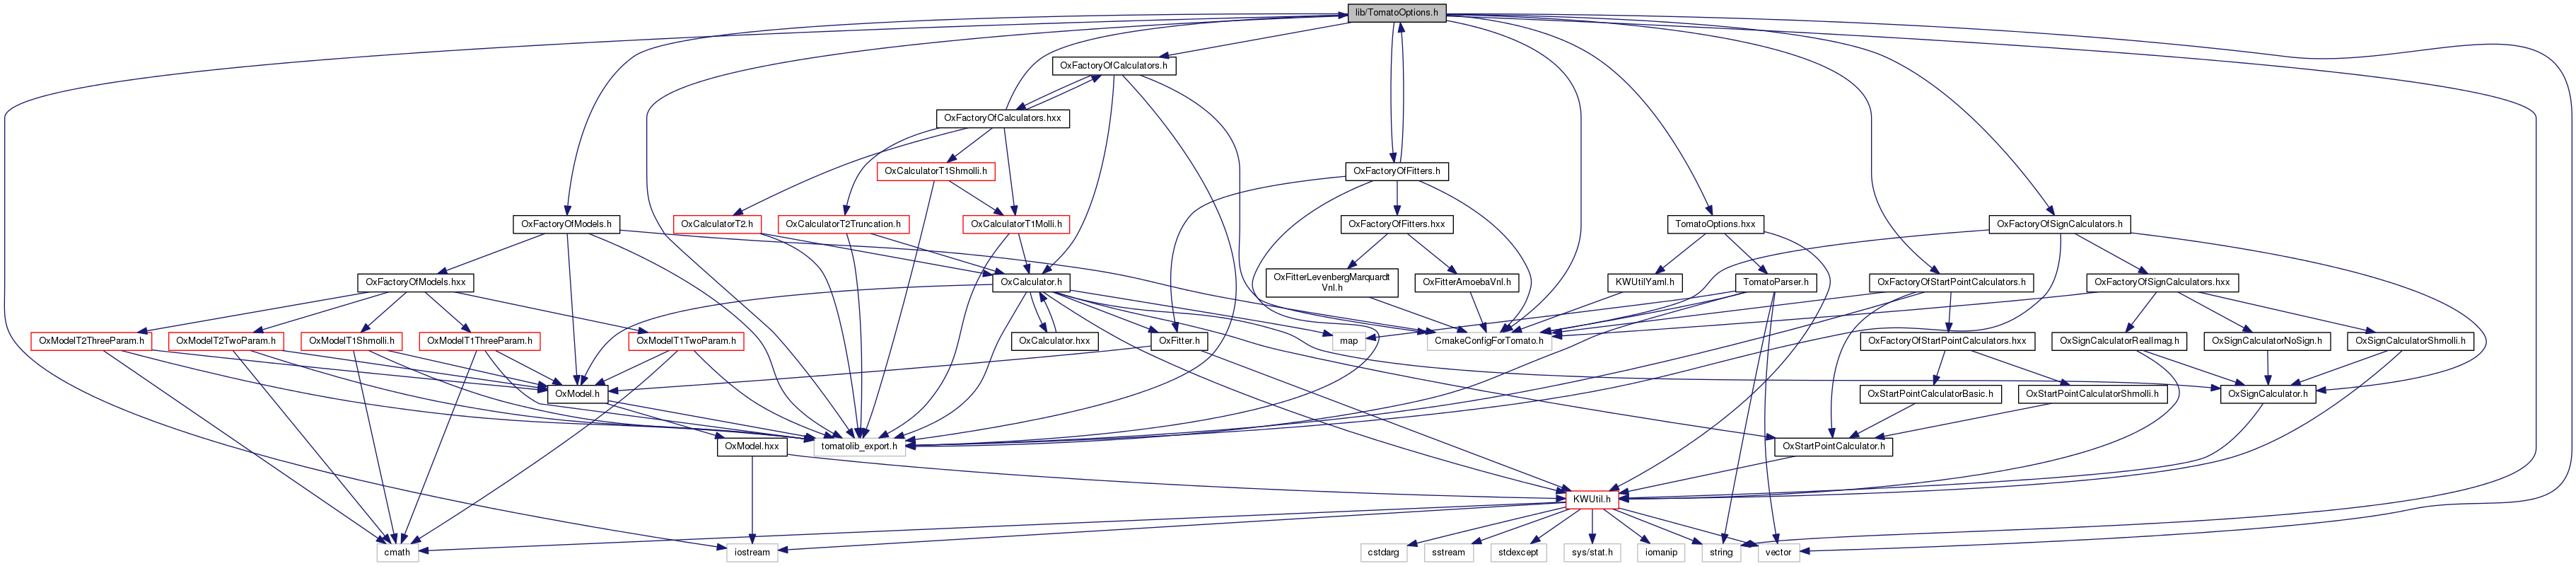 lib/TomatoOptions.h
OxFactoryOfCalculators.h
OxFactoryOfCalculators.hxx
OxCalculatorT1Shmolli.h
OxFactoryOfFitters.h
OxFactoryOfModels.h
OxCalculatorT2.h
OxCalculatorT2Truncation.h
OxCalculatorT1Molli.h
OxFactoryOfFitters.hxx
TomatoOptions.hxx
OxFactoryOfSignCalculators.h
OxFactoryOfModels.hxx
OxCalculator.h
OxFitterLevenbergMarquardt
Vnl.h
OxFitterAmoebaVnl.h
KWUtilYaml.h
TomatoParser.h
OxFactoryOfStartPointCalculators.h
OxFactoryOfSignCalculators.hxx
OxModelT2ThreeParam.h
OxModelT2TwoParam.h
OxModelT1Shmolli.h
OxModelT1ThreeParam.h
OxModelT1TwoParam.h
OxCalculator.hxx
OxFitter.h
map
CmakeConfigForTomato.h
OxFactoryOfStartPointCalculators.hxx
OxSignCalculatorRealImag.h
OxSignCalculatorNoSign.h
OxSignCalculatorShmolli.h
OxModel.h
OxStartPointCalculatorBasic.h
OxStartPointCalculatorShmolli.h
OxSignCalculator.h
OxModel.hxx
tomatolib_export.h
OxStartPointCalculator.h
KWUtil.h
cmath
iostream
cstdarg
sstream
stdexcept
sys/stat.h
iomanip
string
vector